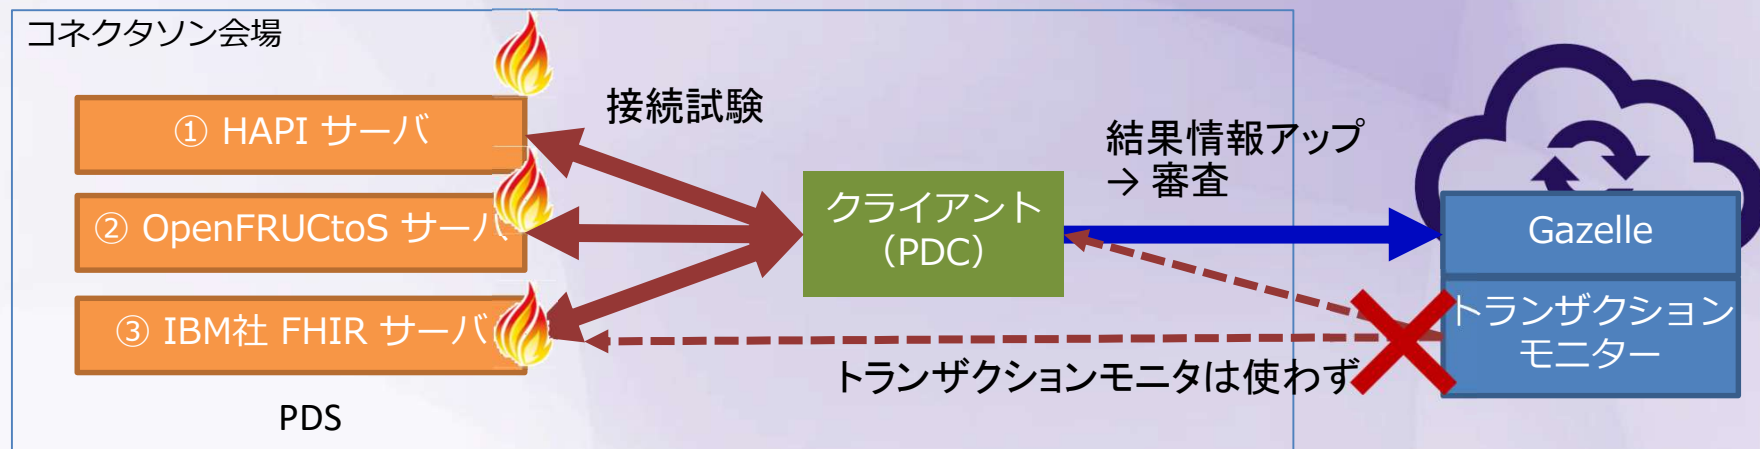 コネクタソン会場
① HAPI サーバ
② OpenFRUCtoS サーバ
③ IBM社 FHIR サーバ
PDS
接続試験
クライアント
（PDC）
結果情報アップ
→ 審査
Gazelle
トランザクション
モニター
トランザクションモニタは使わず